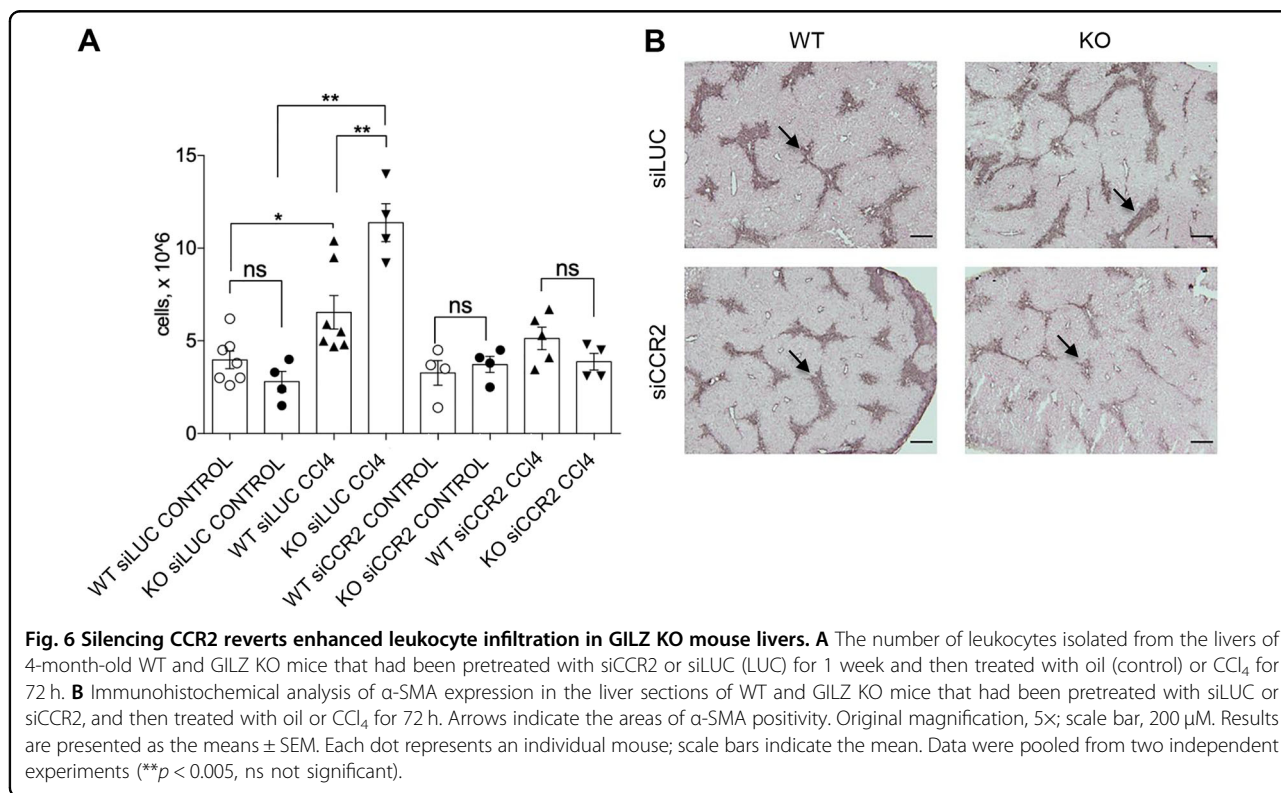 A
B
WT
KO
siLUC
siCCR2
**
**
*
ns
ns
ns
15
10
5
0
cells, x 10^6
WT siLUC CONTROL
KO siLUC CONTROL
WT siLUC CCl4
KO siLUC CCl4
WT siCCR2 CONTROL
KO siCCR2 CONTROL
WT siCCR2 CCl4
KO siCCR2 CCl4
Fig. 6 Silencing CCR2 reverts enhanced leukocyte infiltration in GILZ KO mouse livers. A The number of leukocytes isolated from the livers of
4-month-old WT and GILZ KO mice that had been pretreated with siCCR2 or siLUC (LUC) for 1 week and then treated with oil (control) or CCl₄ for
72 h. B Immunohistochemical analysis of α-SMA expression in the liver sections of WT and GILZ KO mice that had been pretreated with siLUC or
siCCR2, and then treated with oil or CCl₄ for 72 h. Arrows indicate the areas of α-SMA positivity. Original magnification, 5×; scale bar, 200 μM. Results
are presented as the means ± SEM. Each dot represents an individual mouse; scale bars indicate the mean. Data were pooled from two independent
experiments (**p < 0.005, ns not significant).